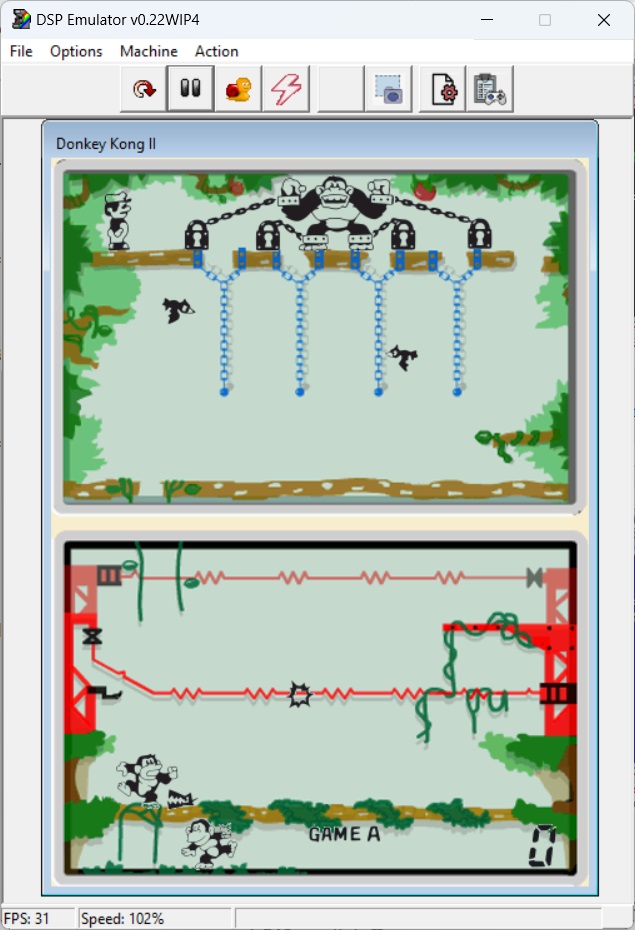 DSP Emulator v0.22WIP4
File Options Machine Action
Donkey Kong II
GAME A
0
FPS: 31 Speed: 102%